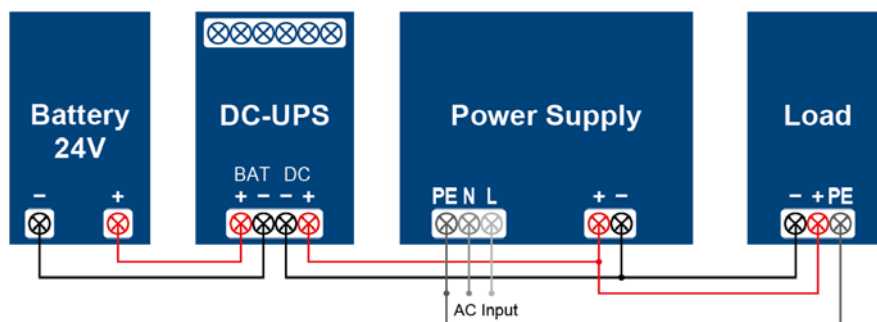 Battery
24V
DC-UPS
Power Supply
Load
BAT DC
- +
+ - - +
PE N L
+ -
- + PE
AC Input